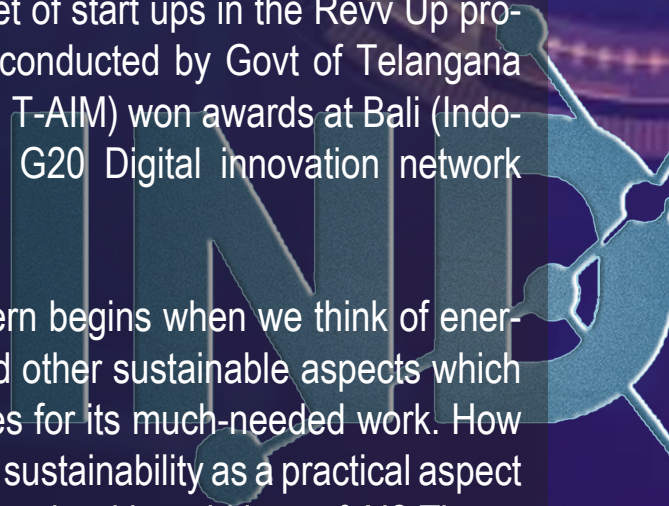 et of start ups in the Revv Up pro-
conducted by Govt of Telangana
T-AIM) won awards at Bali (Indo-
G20 Digital innovation network
ern begins when we think of ener-
d other sustainable aspects which
es for its much-needed work. How
sustainability as a practical aspect
IND